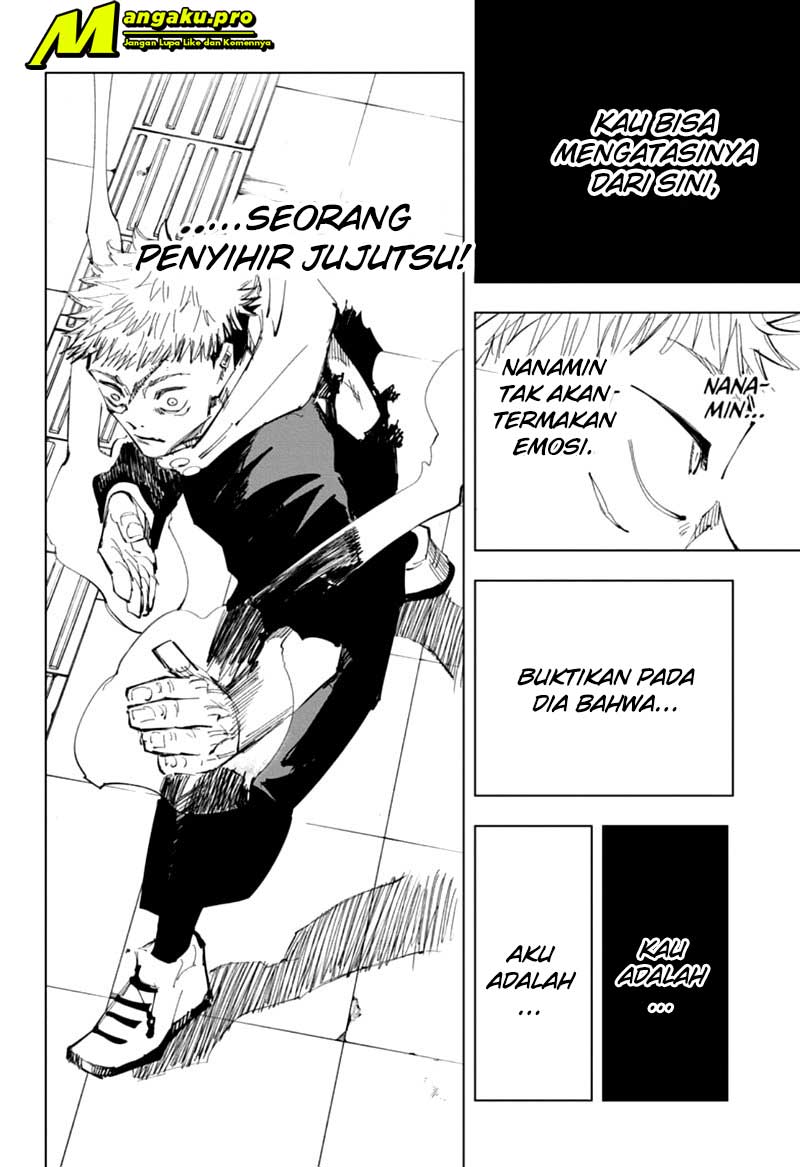 Mangaku.pro
Jangan Lupa Like dan Komennya
KAU BISA
MENGATASINYA
DARI SINI,
NANA-
MIN...
NANAMIN
TAK AKAN
TERMAKAN
EMOSI.
BUKTIKAN PADA
DIA BAHWA...
KAU
ADALAH
...
AKU
ADALAH
...
.....SEORANG
PENYIHIR JUJUTSU!